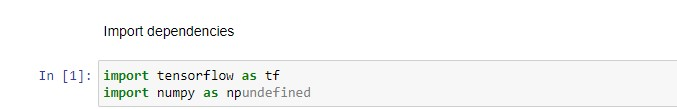 Import dependencies
In [1]: import tensorflow as tf
import numpy as npundefined